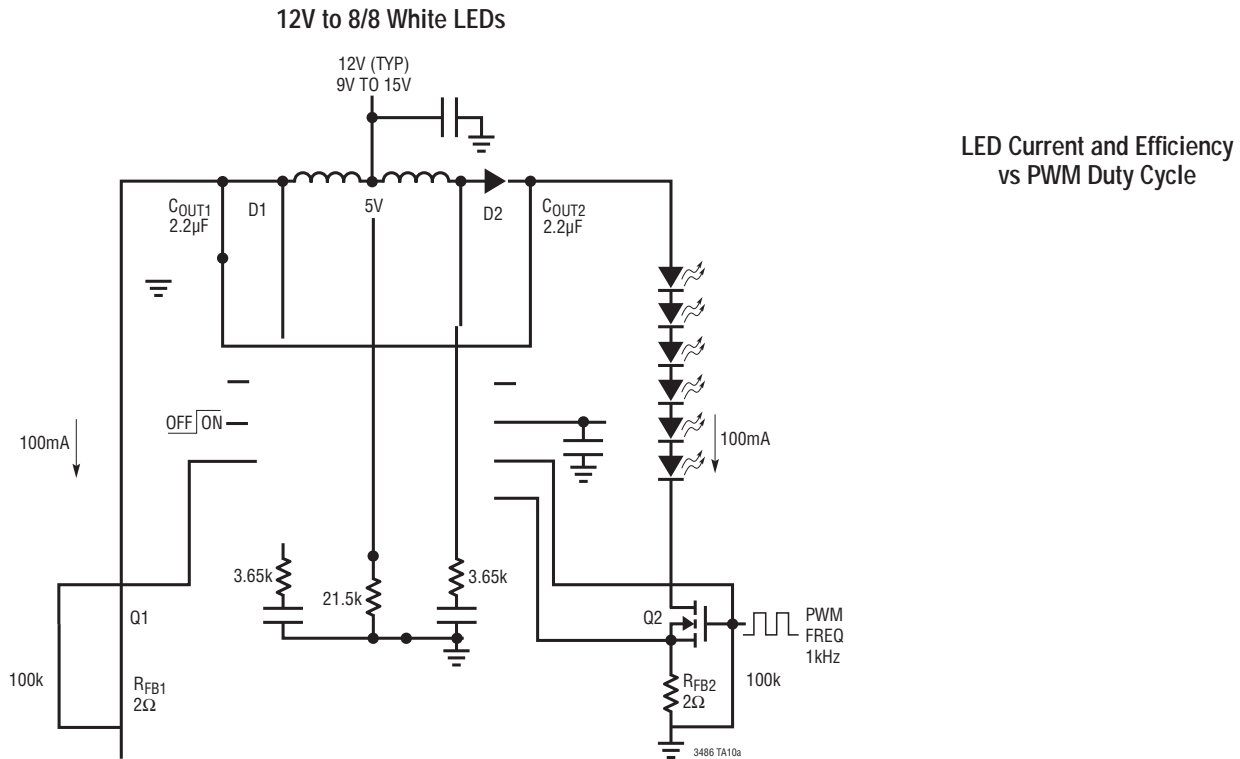 12V to 8/8 White LEDs
12V (TYP)
9V TO 15V
LED Current and Efficiency
vs PWM Duty Cycle
COUT1
2.2µF
D1
5V
D2
COUT2
2.2µF
OFF ON
100mA
100mA
3.65k
21.5k
3.65k
Q1
Q2
PWM
FREQ
1kHz
100k
RFB1
2Ω
RFB2
2Ω
100k
3486 TA10a